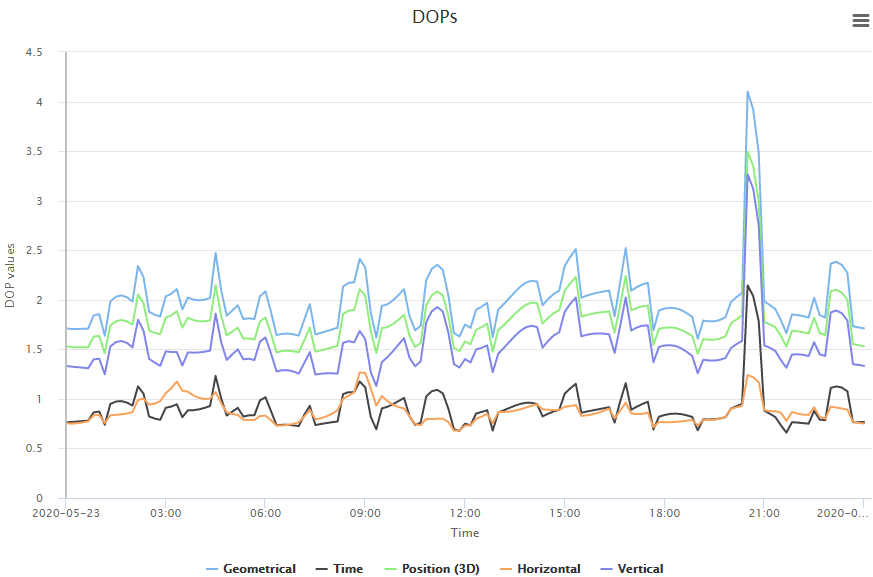 DOPs
4.5
4
3.5
3
2.5
2
1.5
1
0.5
0
DOP values
2020-05-23 03:00 06:00 09:00 12:00 15:00 18:00 21:00 2020-0...
Time
Geometrical Time Position (3D) Horizontal Vertical